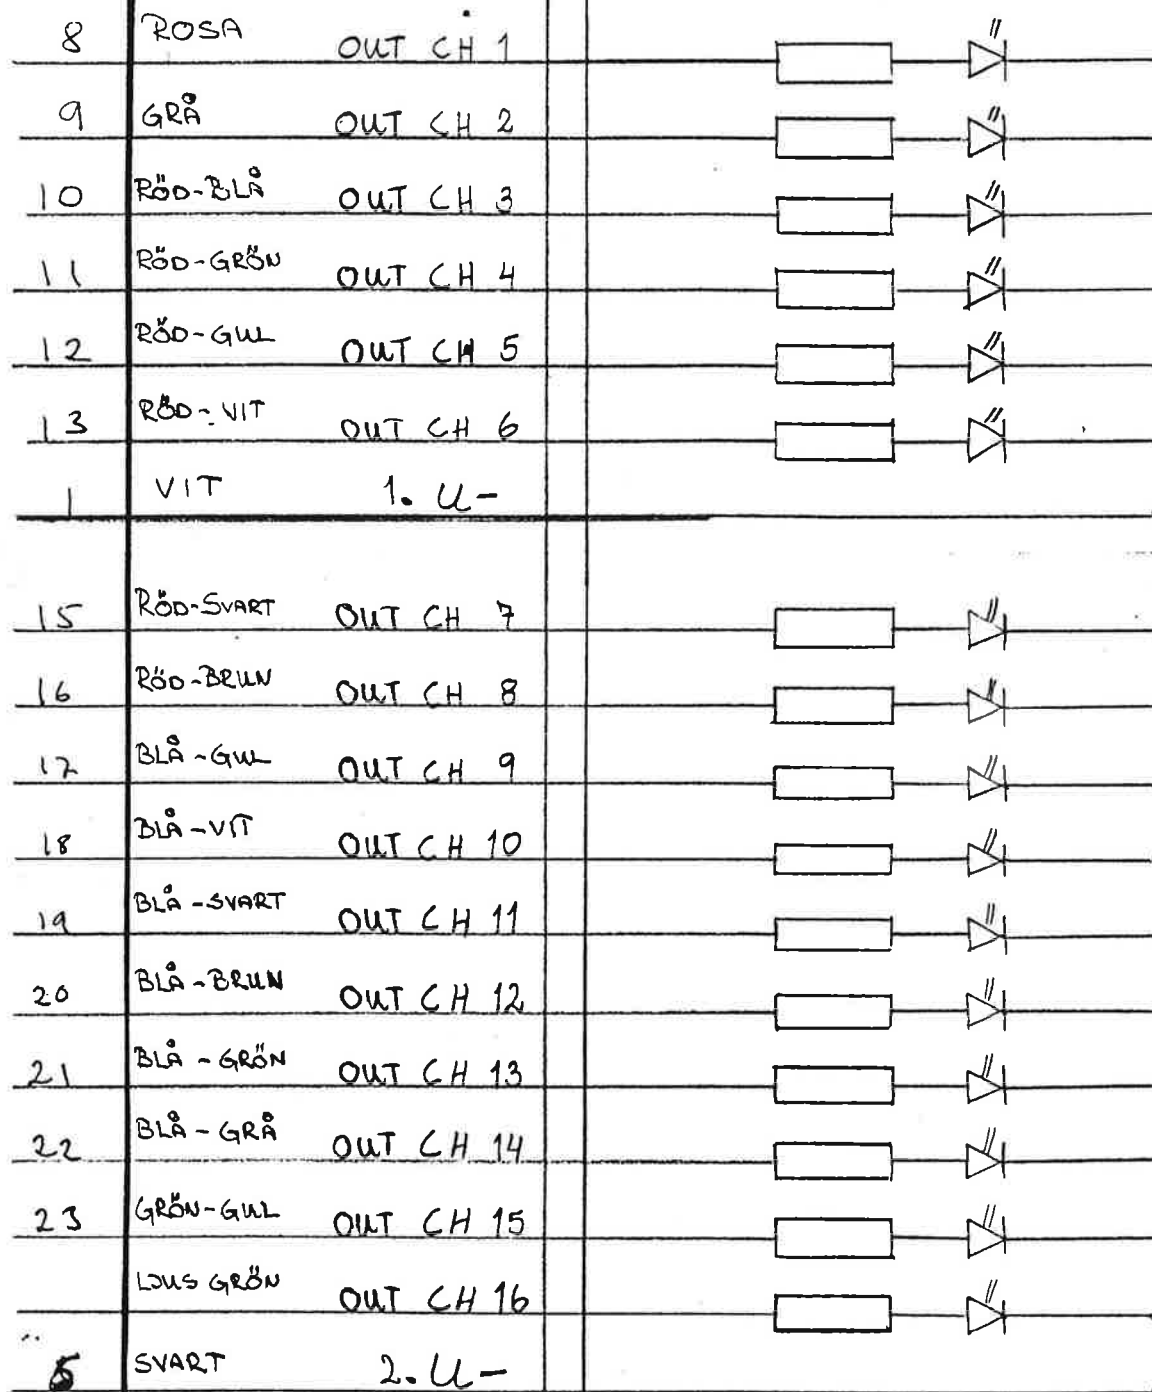 8 ROSA OUT CH 1
9 GRÅ OUT CH 2
10 RÖD-BLÅ OUT CH 3
11 RÖD-GRÖN OUT CH 4
12 RÖD-GUL OUT CH 5
13 RÖD-VIT OUT CH 6
1 VIT 1. U-
15 RÖD-SVART OUT CH 7
16 RÖD-BRUN OUT CH 8
17 BLÅ-GUL OUT CH 9
18 BLÅ-VIT OUT CH 10
19 BLÅ-SVART OUT CH 11
20 BLÅ-BRUN OUT CH 12
21 BLÅ-GRÖN OUT CH 13
22 BLÅ-GRÅ OUT CH 14
23 GRÖN-GUL OUT CH 15
LJUS GRÖN OUT CH 16
SVART 2. U-